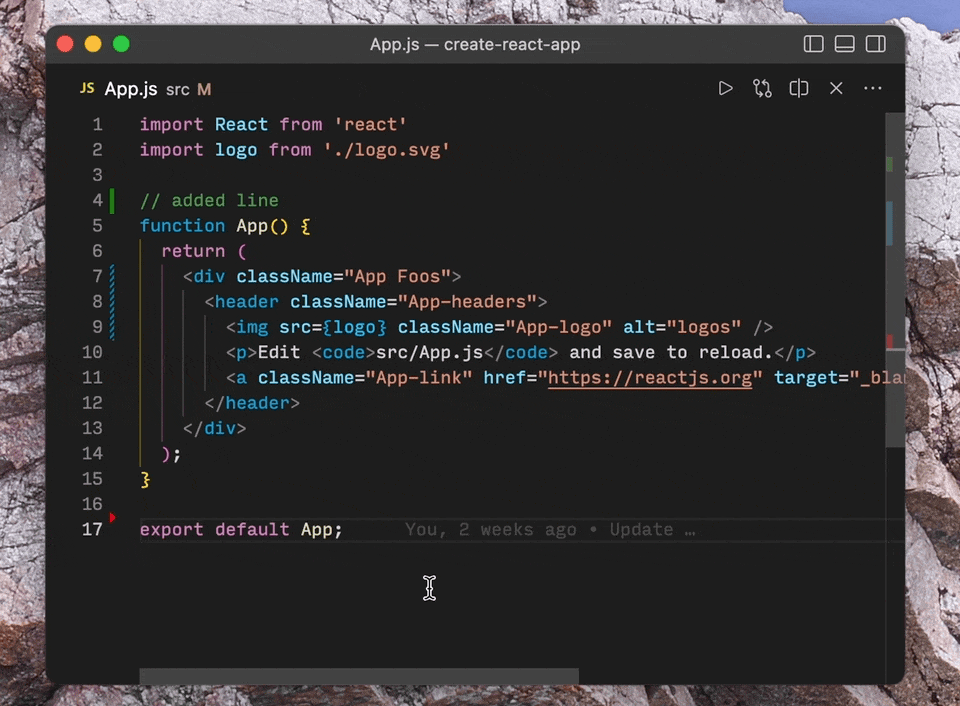 App.js — create-react-app
JS App.js src M
1 import React from 'react'
2 import logo from './logo.svg'
3
4 // added line
5 function App() {
6 return (
7 <div className="App Foos">
8 <header className="App-headers">
9 <img src={logo} className="App-logo" alt="logos" />
10 <p>Edit <code>src/App.js</code> and save to reload.</p>
11 <a className="App-link" href="https://reactjs.org" target="_bla
12 </header>
13 </div>
14 );
15 }
16
17 export default App; You, 2 weeks ago • Update …